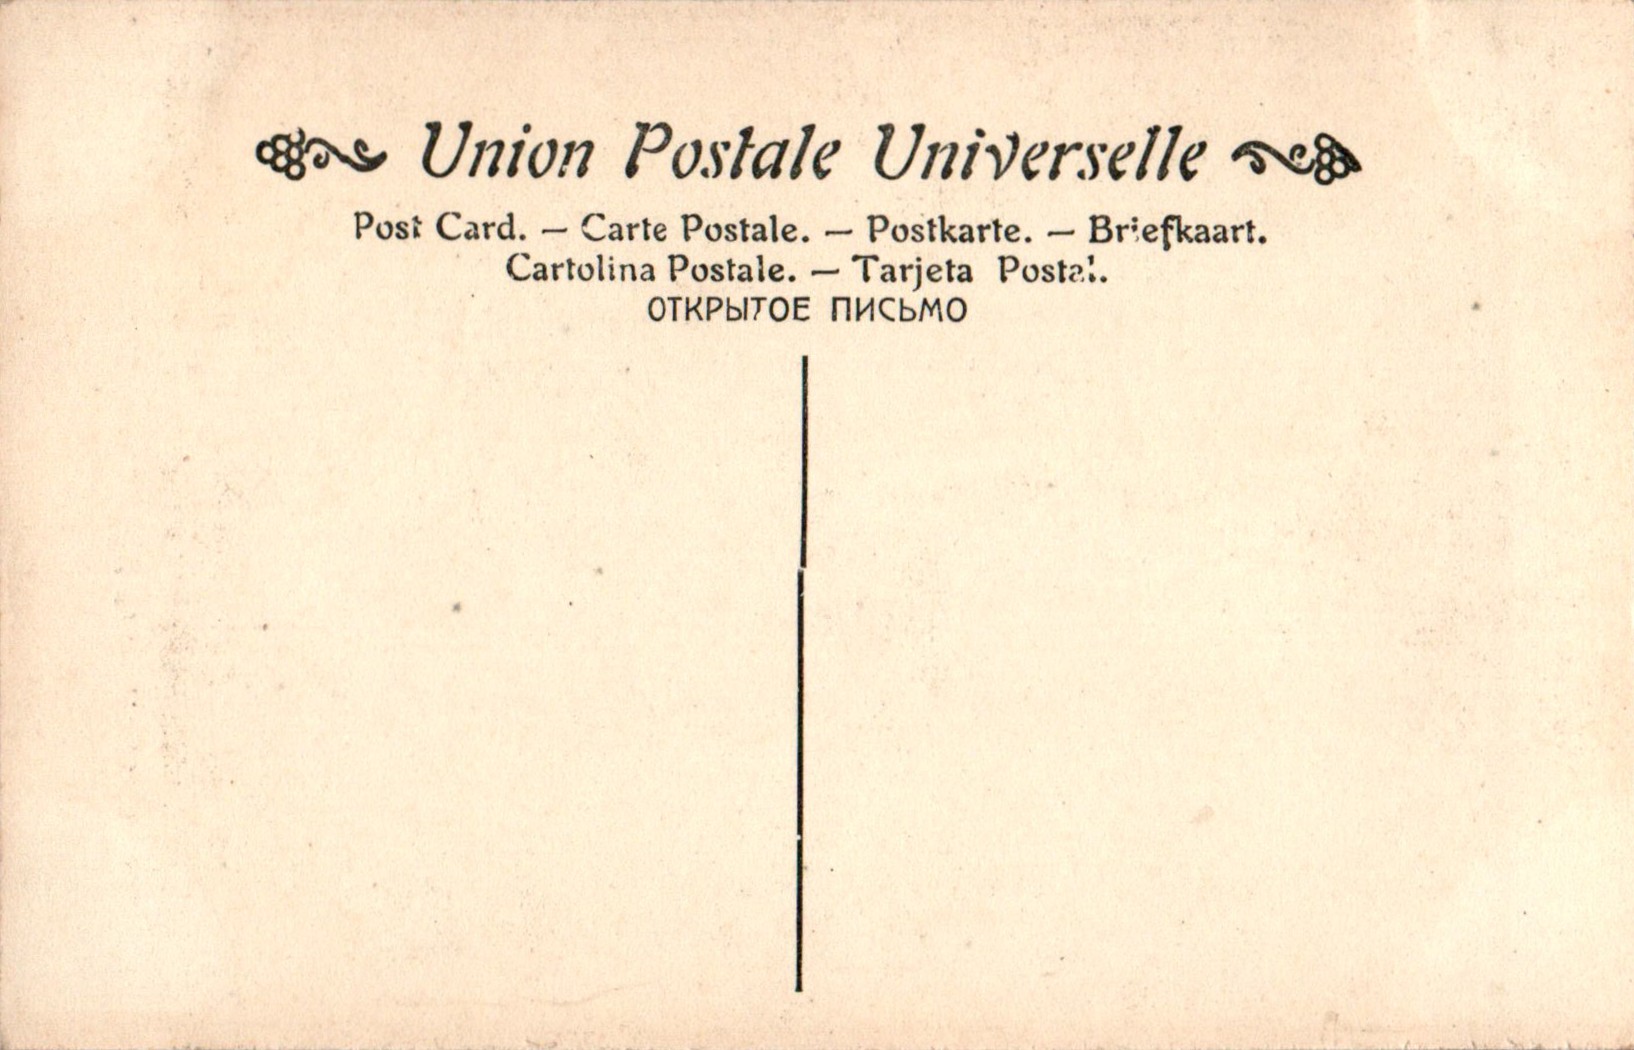 Union Postale Universelle
Post Card. — Carte Postale. — Postkarte. — Briefkaart.
Cartolina Postale. — Tarjeta Postal.
ОТКРЫТОЕ ПИСЬМО